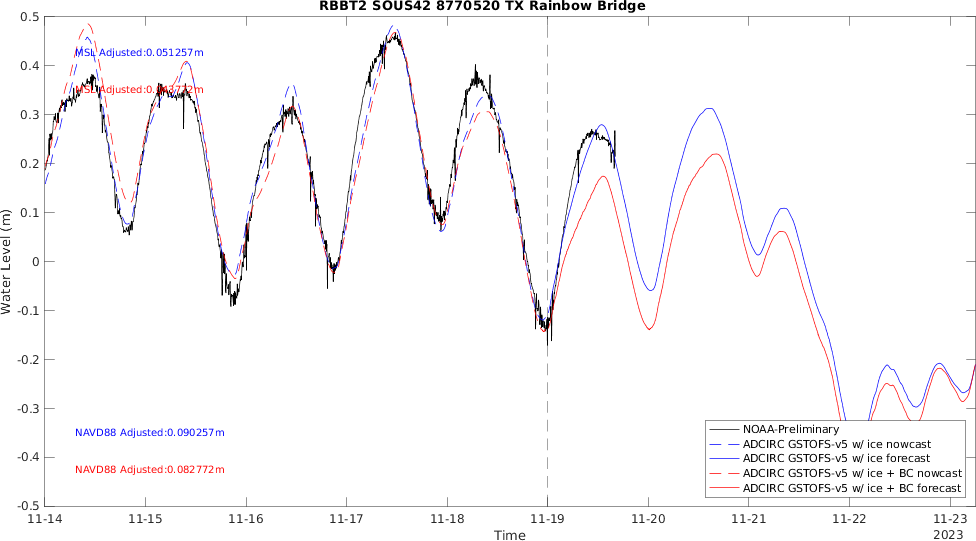 RBBT2 SOUS42 8770520 TX Rainbow Bridge
0.5
0.4
0.3
0.2
0.1
0
-0.1
-0.2
-0.3
-0.4
-0.5
Water Level (m)
MSL Adjusted:0.051257m
MSL
NAVD88 Adjusted:0.090257m
NAVD88 Adjusted:0.082772m
NOAA-Preliminary
ADCIRC GSTOFS-v5 w/ ice nowcast
ADCIRC GSTOFS-v5 w/ ice forecast
ADCIRC GSTOFS-v5 w/ ice + BC nowcast
ADCIRC GSTOFS-v5 w/ ice + BC forecast
11-14
11-15
11-16
11-17
11-18
11-19
11-20
11-21
11-22
11-23
Time
2023